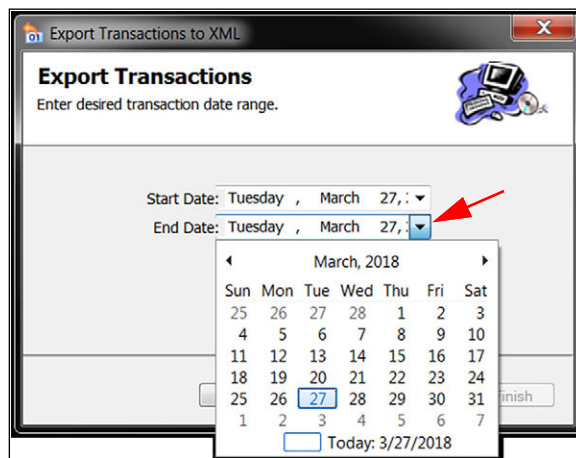 01 Export Transactions to XML
X
Export Transactions
Enter desired transaction date range.
Start Date: Tuesday , March 27, :
End Date: Tuesday , March 27, :
March, 2018
Sun Mon Tue Wed Thu Fri Sat
25 26 27 28 1 2 3
4 5 6 7 8 9 10
11 12 13 14 15 16 17
18 19 20 21 22 23 24
25 26 27 28 29 30 31
inish
1 2 3 4 5 6 7
Today: 3/27/2018